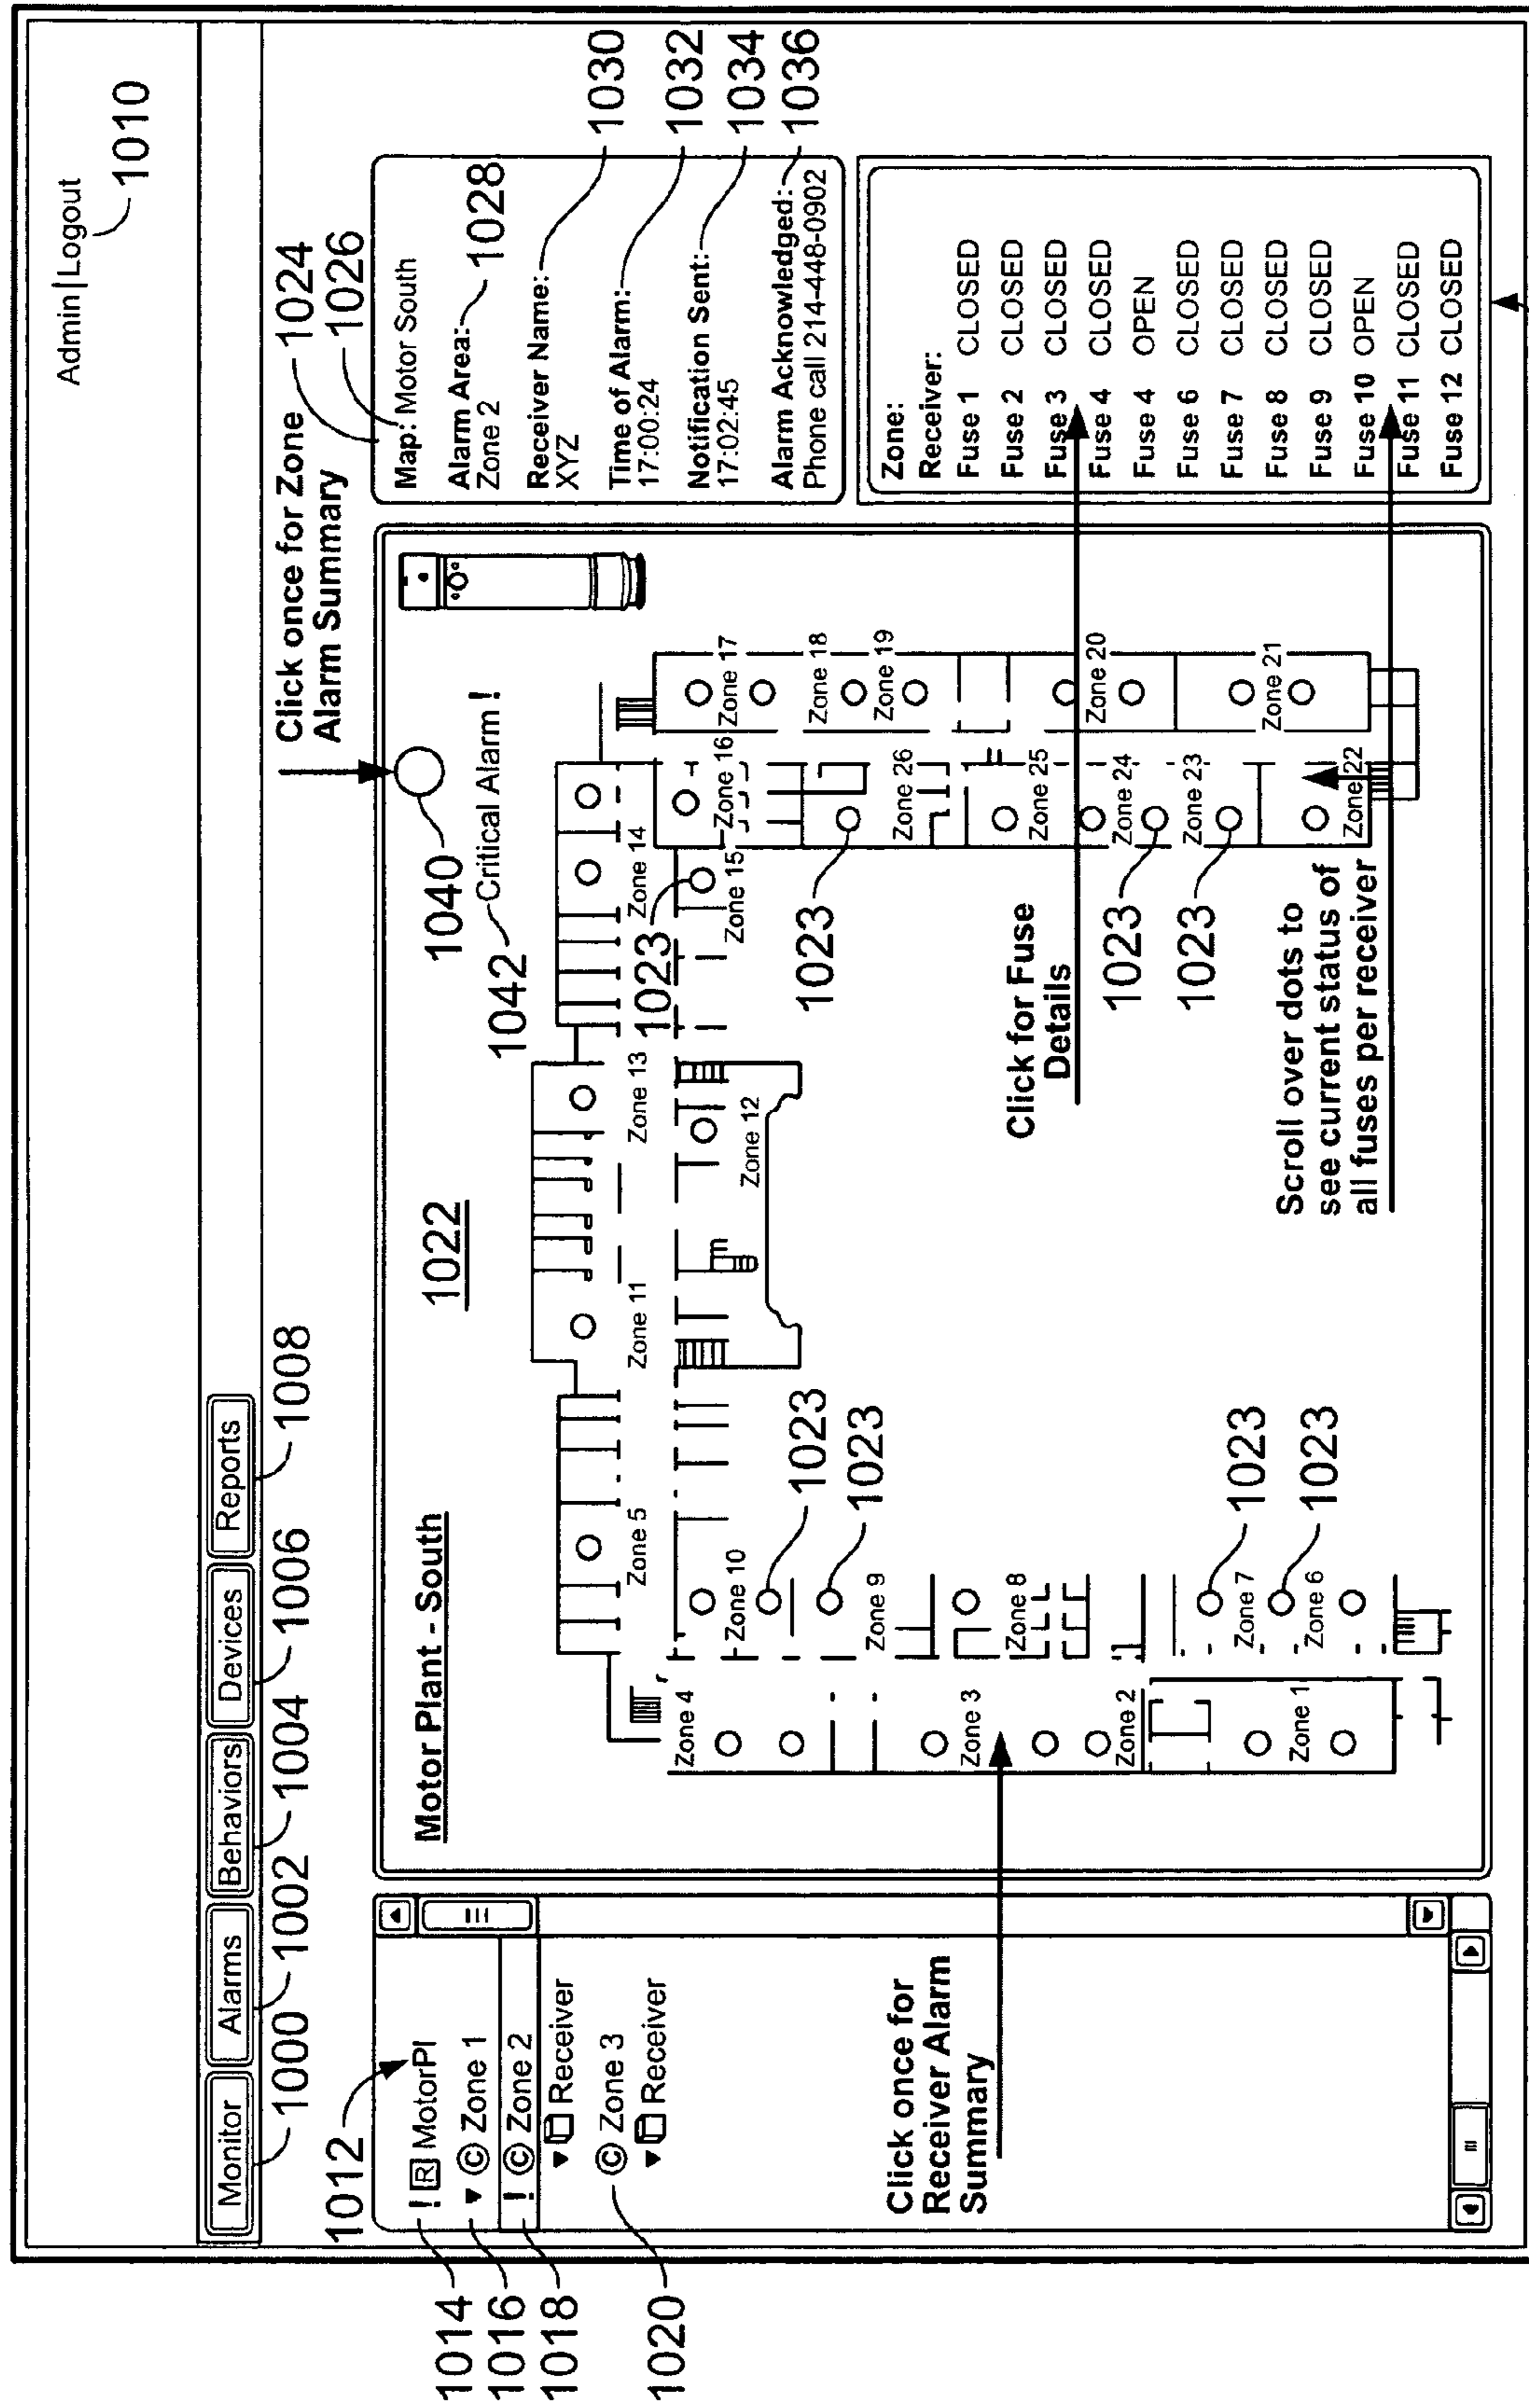 Admin|Logout
1010
Monitor
Alarms
Behaviors
Devices
Reports
1000
1002
1004
1006
1008
1012
1014
1016
1018
1020
! R MotorPl
© Zone 1
! © Zone 2
Receiver
© Zone 3
Receiver
Click once for
Receiver Alarm
Summary
Motor Plant - South
1022
Click once for Zone
Alarm Summary
1040
1042
Critical Alarm !
Zone 4
Zone 3
Zone 2
Zone 1
Zone 5
Zone 10
Zone 9
Zone 8
Zone 7
Zone 6
1023
1023
1023
1023
Zone 11
Zone 13
Zone 12
Zone 14
Zone 15
1023
Zone 16
Zone 26
1023
Zone 25
Zone 24
1023
Zone 23
1023
Zone 22
Zone 17
Zone 18
Zone 19
Zone 20
Zone 21
Click for Fuse
Details
Scroll over dots to
see current status of
all fuses per receiver
1024
1026
Map: Motor South
Alarm Area:
1028
Zone 2
Receiver Name:
1030
XYZ
Time of Alarm:
1032
17:00:24
Notification Sent:
1034
17:02:45
Alarm Acknowledged:
1036
Phone call 214-448-0902
Zone:
Receiver:
Fuse 1 CLOSED
Fuse 2 CLOSED
Fuse 3 CLOSED
Fuse 4 CLOSED
Fuse 4 OPEN
Fuse 6 CLOSED
Fuse 7 CLOSED
Fuse 8 CLOSED
Fuse 9 CLOSED
Fuse 10 OPEN
Fuse 11 CLOSED
Fuse 12 CLOSED